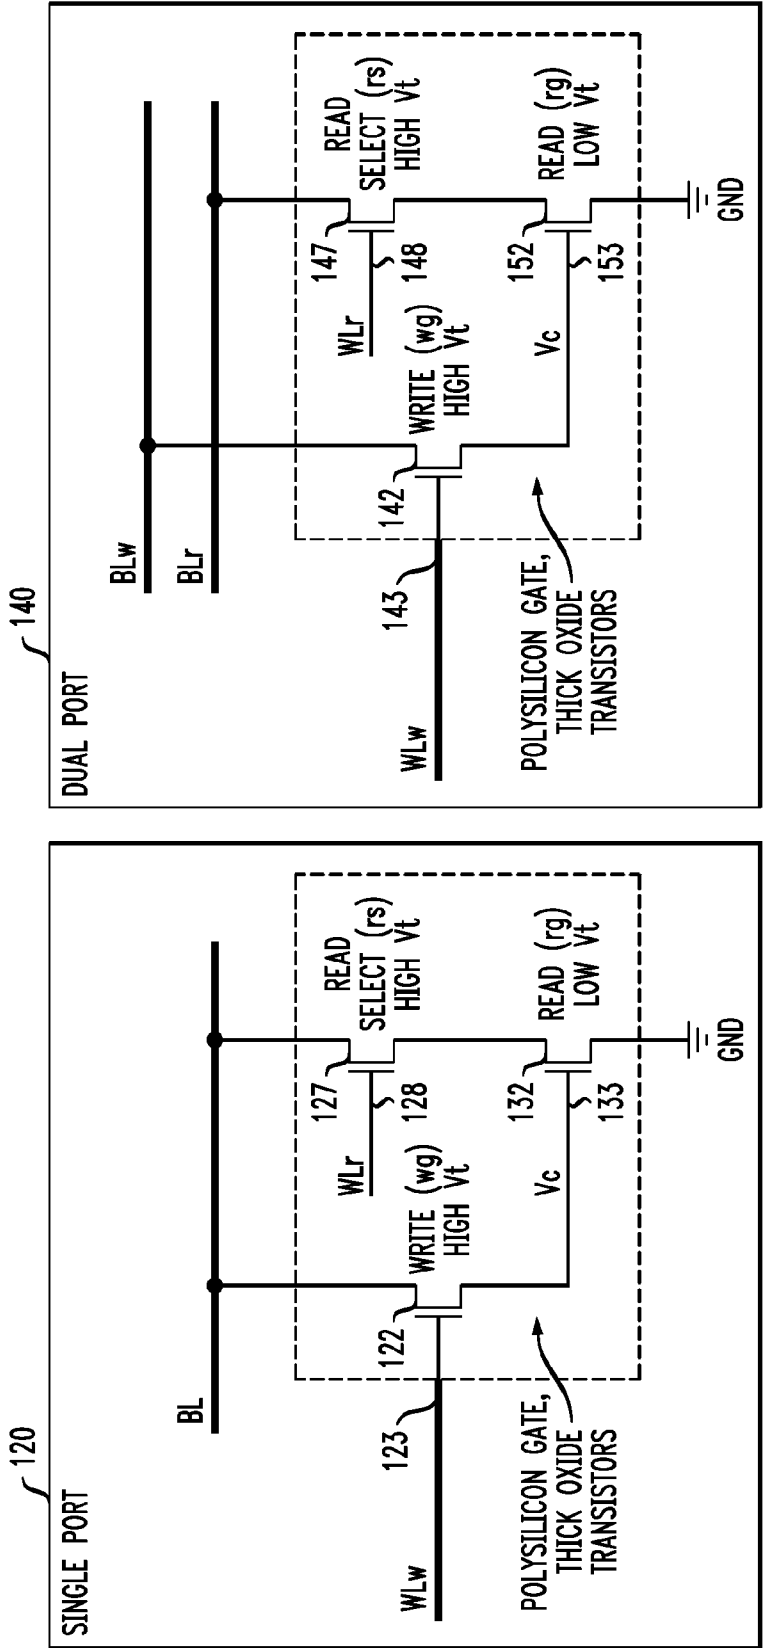 120
SINGLE PORT
BL
WLw
123
122
WRITE (wg)
HIGH Vt
WLr
127
128
READ
SELECT (rs)
HIGH Vt
Vc
132
133
READ (rg)
LOW Vt
GND
POLYSILICON GATE,
THICK OXIDE
TRANSISTORS
140
DUAL PORT
BLw
BLr
WLw
143
142
WRITE (wg)
HIGH Vt
WLr
147
148
READ
SELECT (rs)
HIGH Vt
Vc
152
153
READ (rg)
LOW Vt
GND
POLYSILICON GATE,
THICK OXIDE
TRANSISTORS